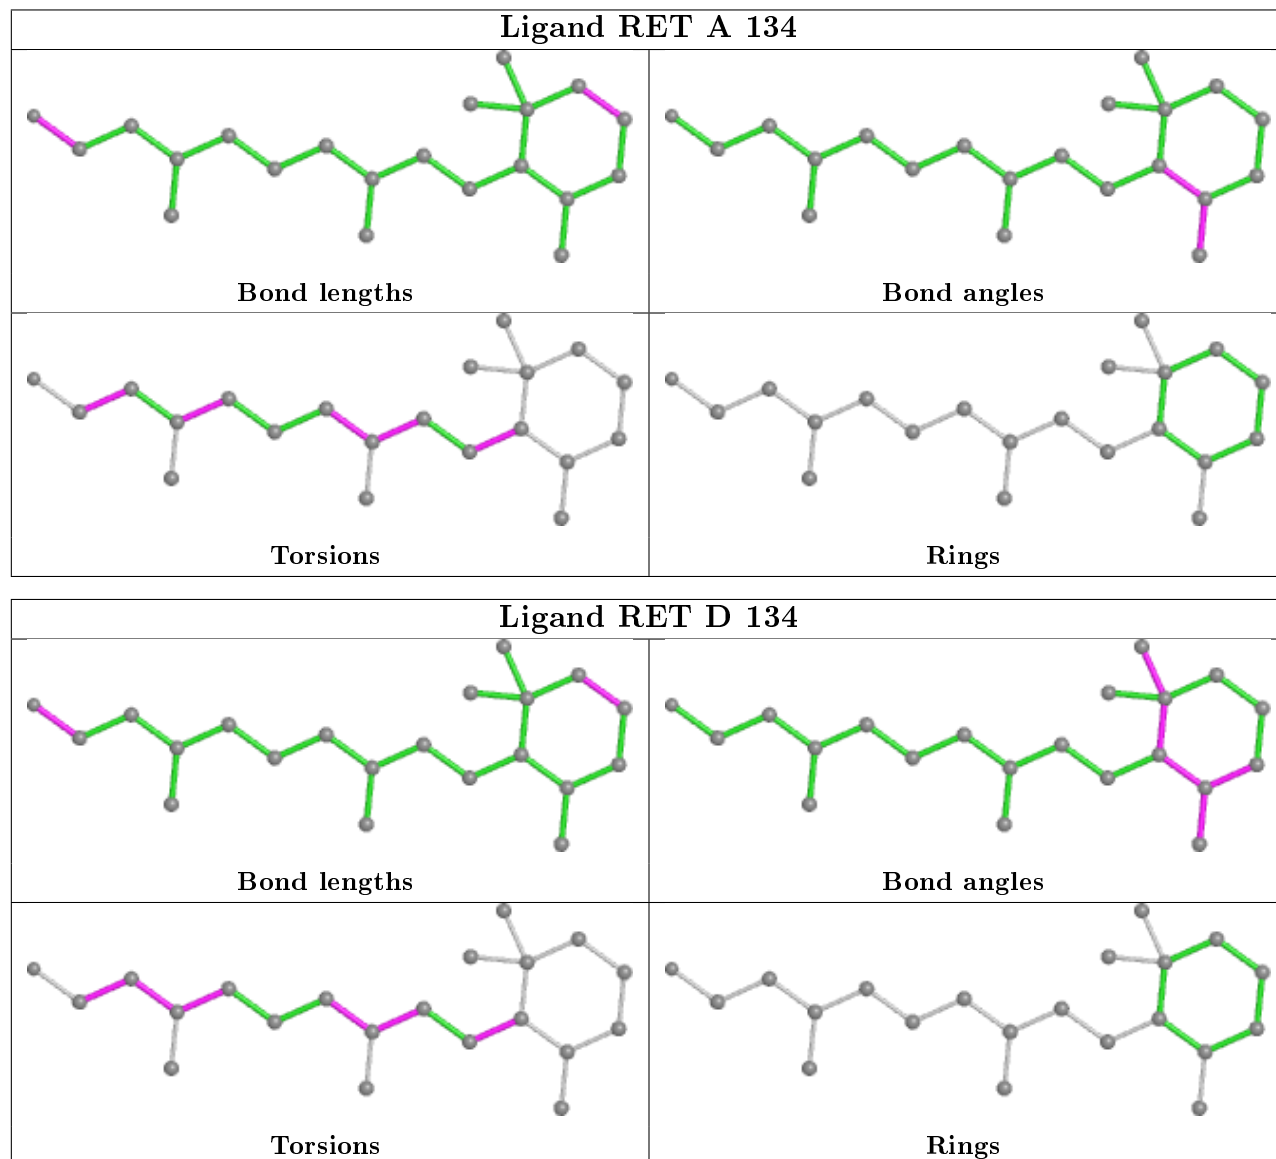 Ligand RET A 134
Bond lengths
Bond angles
Torsions
Rings
Ligand RET D 134
Bond lengths
Bond angles
Torsions
Rings